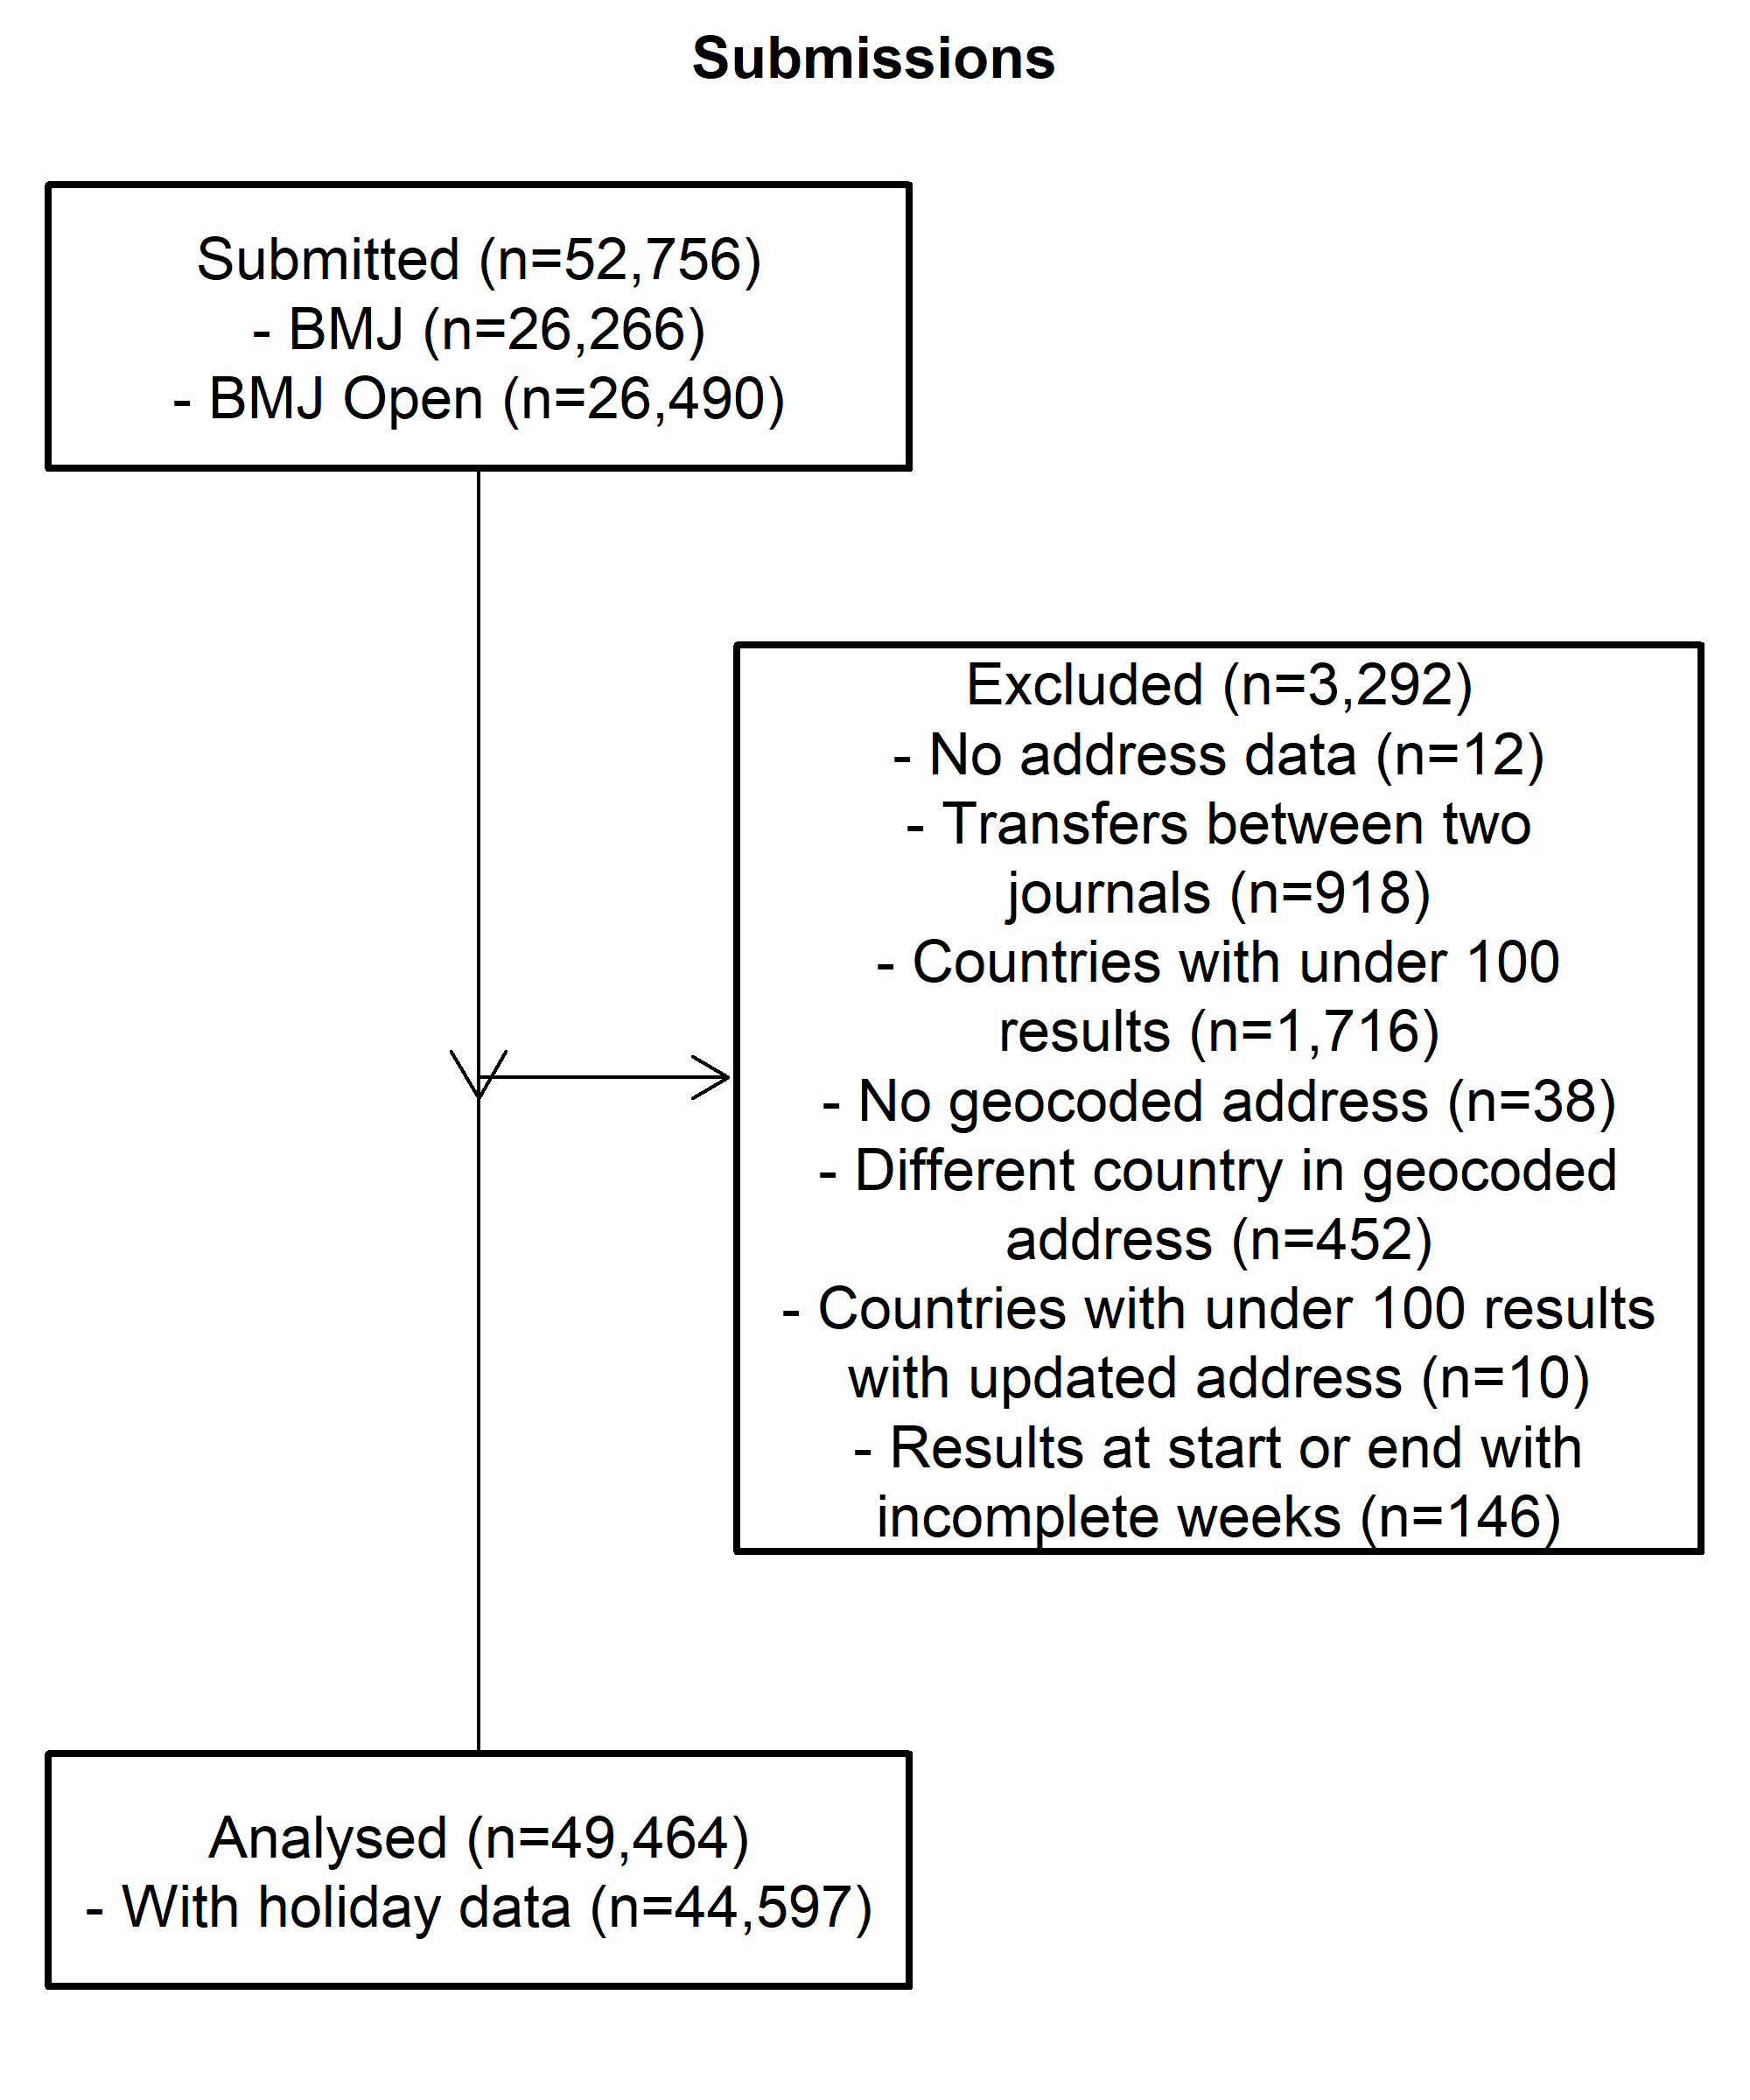 Submissions
Submitted (n=52,756)
- BMJ (n=26,266)
- BMJ Open (n=26,490)
Excluded (n=3,292)
- No address data (n=12)
- Transfers between two
journals (n=918)
- Countries with under 100
results (n=1,716)
- No geocoded address (n=38)
- Different country in geocoded
address (n=452)
- Countries with under 100 results
with updated address (n=10)
- Results at start or end with
incomplete weeks (n=146)
Analysed (n=49,464)
- With holiday data (n=44,597)